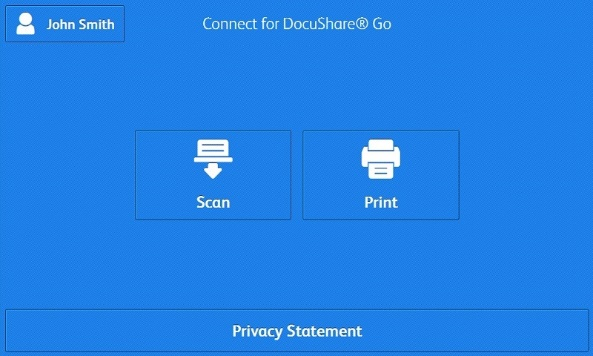 John Smith
Connect for DocuShare® Go
Scan
Print
Privacy Statement